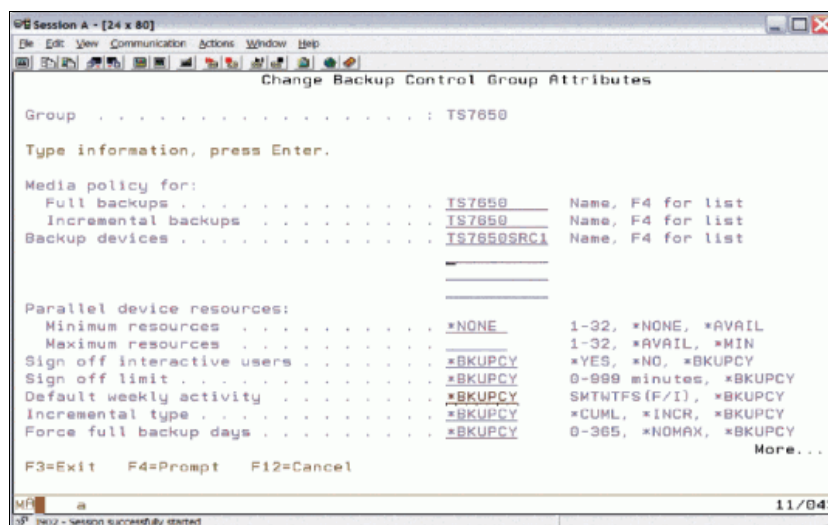 Session A - [24 x 80]
File Edit View Communication Actions Window Help
Change Backup Control Group Attributes
Group . . . . . . . . . . . . . . . . : TS7650
Type information, press Enter.
Media policy for:
Full backups . . . . . . . . . . . . . TS7650 Name, F4 for list
Incremental backups . . . . . . . . . . TS7650 Name, F4 for list
Backup devices . . . . . . . . . . . . . TS7650SRC1 Name, F4 for list
Parallel device resources:
Minimum resources . . . . . . . . . . *NONE 1-32, *NONE, *AVAIL
Maximum resources . . . . . . . . . . 1-32, *AVAIL, *MIN
Sign off interactive users . . . . . . . *BKUPCY *YES, *NO, *BKUPCY
Sign off limit . . . . . . . . . . . . . *BKUPCY 0-999 minutes, *BKUPCY
Default weekly activity . . . . . . . . *BKUPCY SMTWTFS(F/I), *BKUPCY
Incremental type . . . . . . . . . . . . *BKUPCY *CUML, *INCR, *BKUPCY
Force full backup days . . . . . . . . . *BKUPCY 0-365, *NOMAX, *BKUPCY
More...
F3=Exit F4=Prompt F12=Cancel
MA a 11/04
I902 - Session successfully started